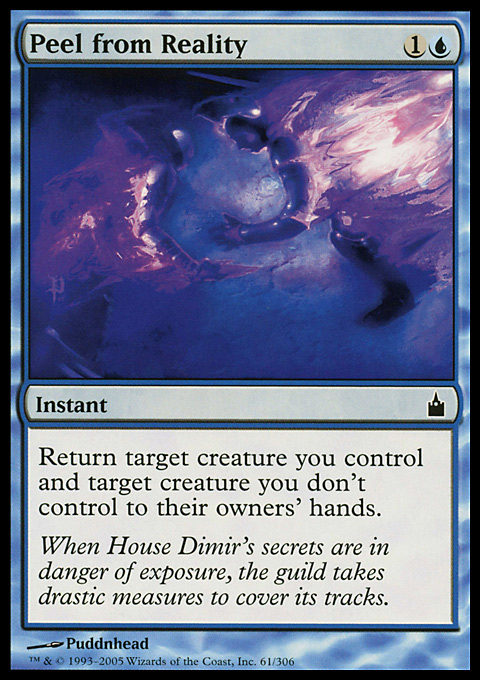 Peel from Reality 1
Instant
Return target creature you control
and target creature you don't
control to their owners' hands.
When House Dimir's secrets are in
danger of exposure, the guild takes
drastic measures to cover its tracks.
Puddnhead
™ & © 1993–2005 Wizards of the Coast, Inc. 61/306